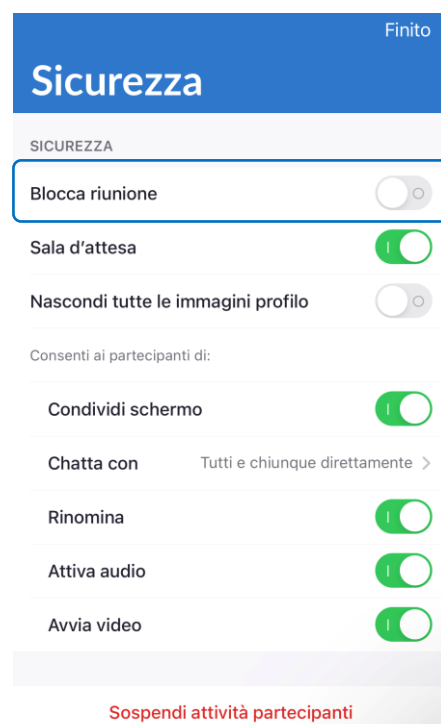 Finito
Sicurezza
SICUREZZA
Blocca riunione
Sala d'attesa
Nascondi tutte le immagini profilo
Consenti ai partecipanti di:
Condividi schermo
Chatta con Tutti e chiunque direttamente >
Rinomina
Attiva audio
Avvia video
Sospendi attività partecipanti